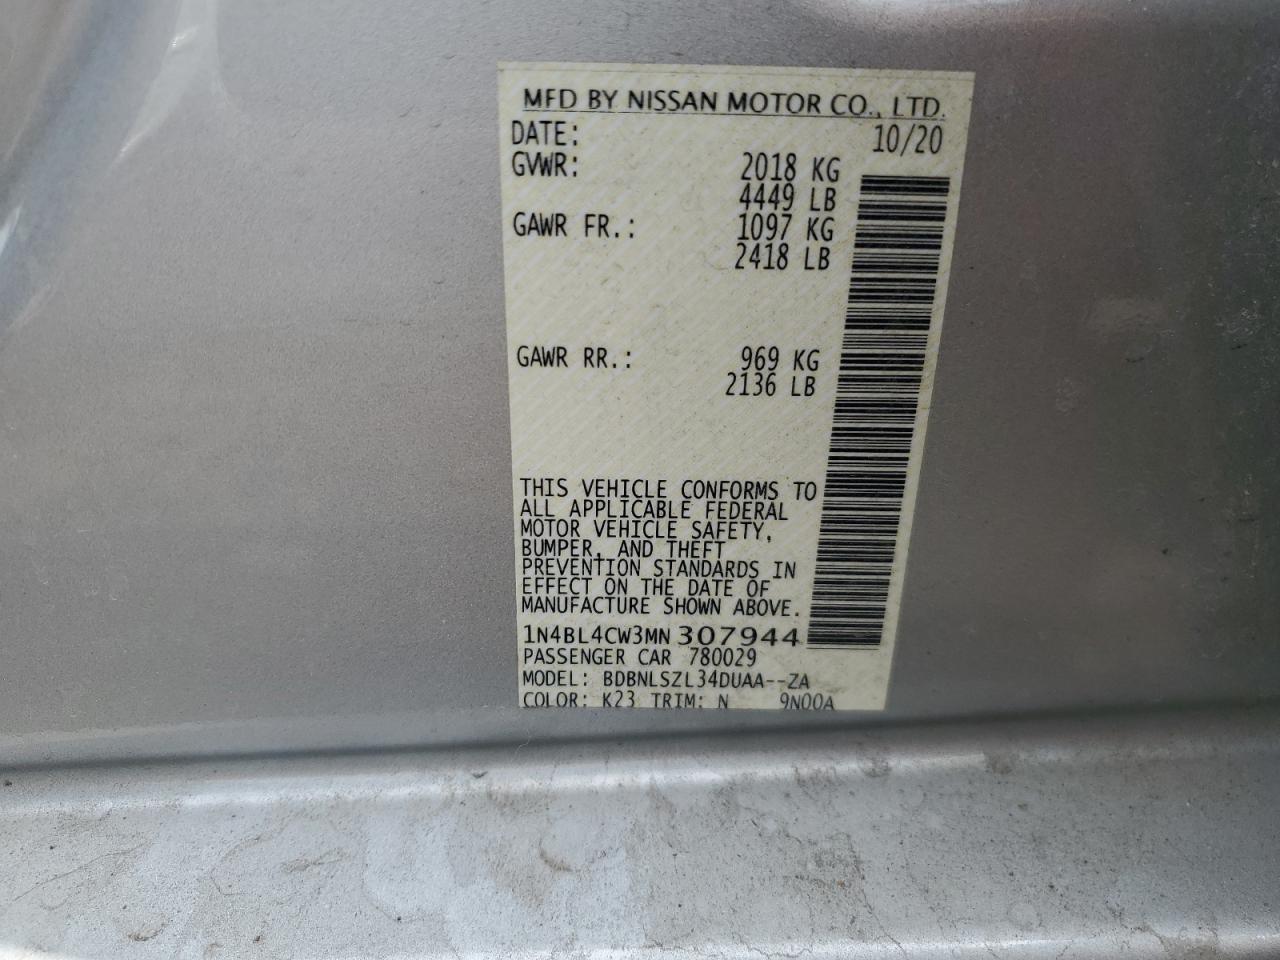 MFD BY NISSAN MOTOR CO., LTD.
DATE: 10/20
GVWR: 2018 KG
4449 LB
GAWR FR.: 1097 KG
2418 LB
GAWR RR.: 969 KG
2136 LB
THIS VEHICLE CONFORMS TO
ALL APPLICABLE FEDERAL
MOTOR VEHICLE SAFETY,
BUMPER, AND THEFT
PREVENTION STANDARDS IN
EFFECT ON THE DATE OF
MANUFACTURE SHOWN ABOVE.
1N4BL4CW3MN 307944
PASSENGER CAR 780029
MODEL: BDBNLSZL34DUAA--ZA
COLOR: K23 TRIM: N 9N00A